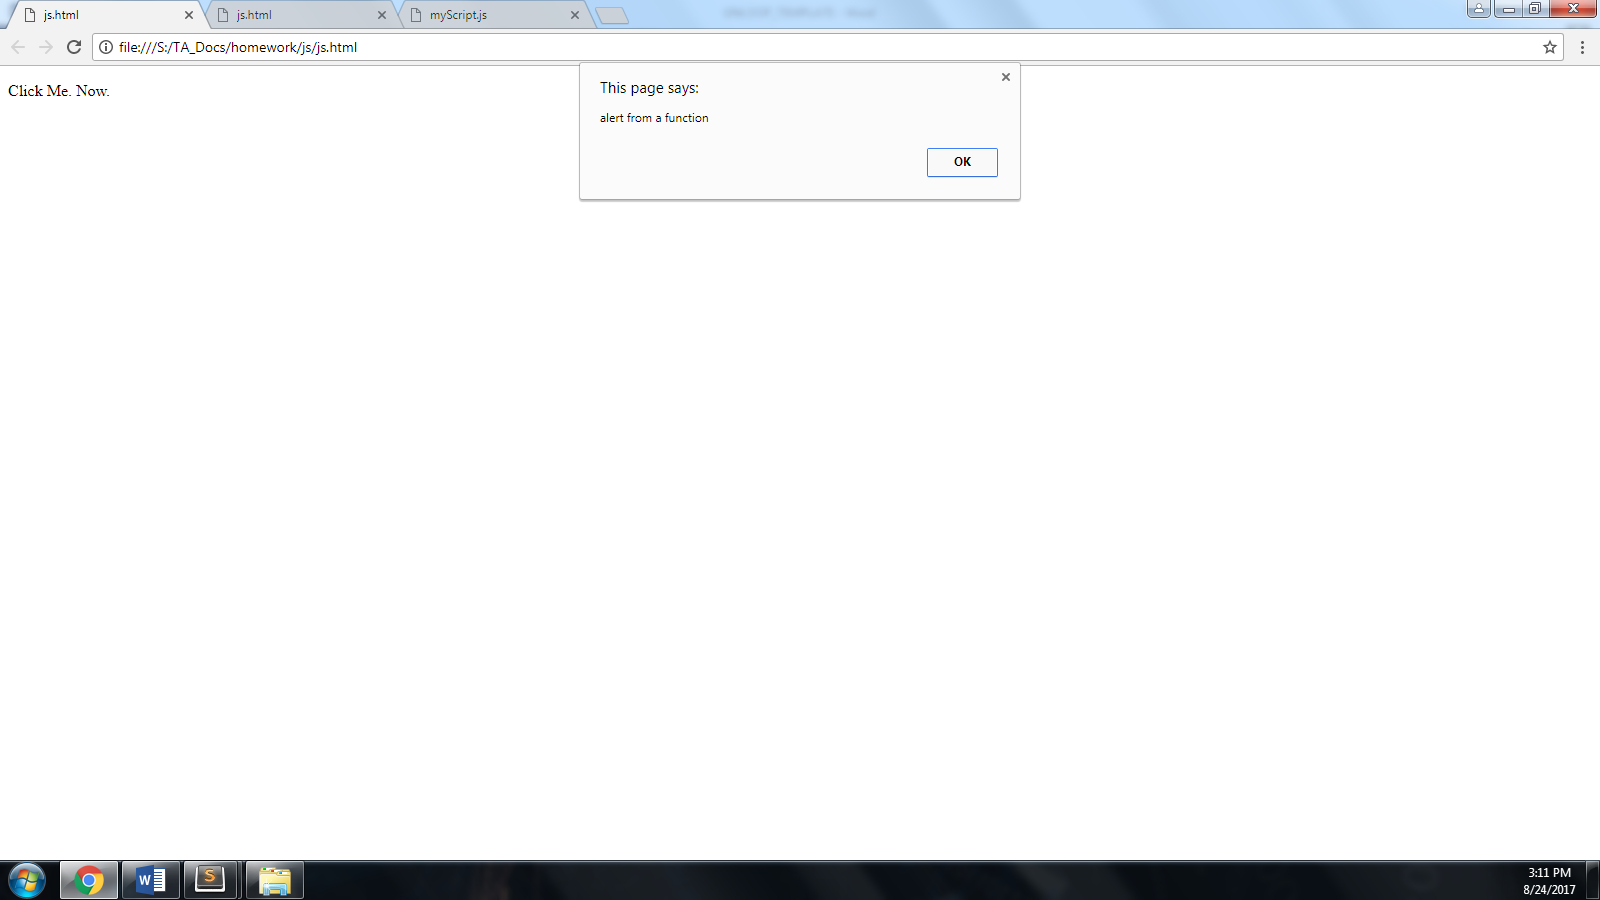 js.html
js.html
myScript.js
file:///S:/TA_Docs/homework/js/js.html
Click Me. Now.
This page says:
alert from a function
OK
W
S
3:11 PM
8/24/2017